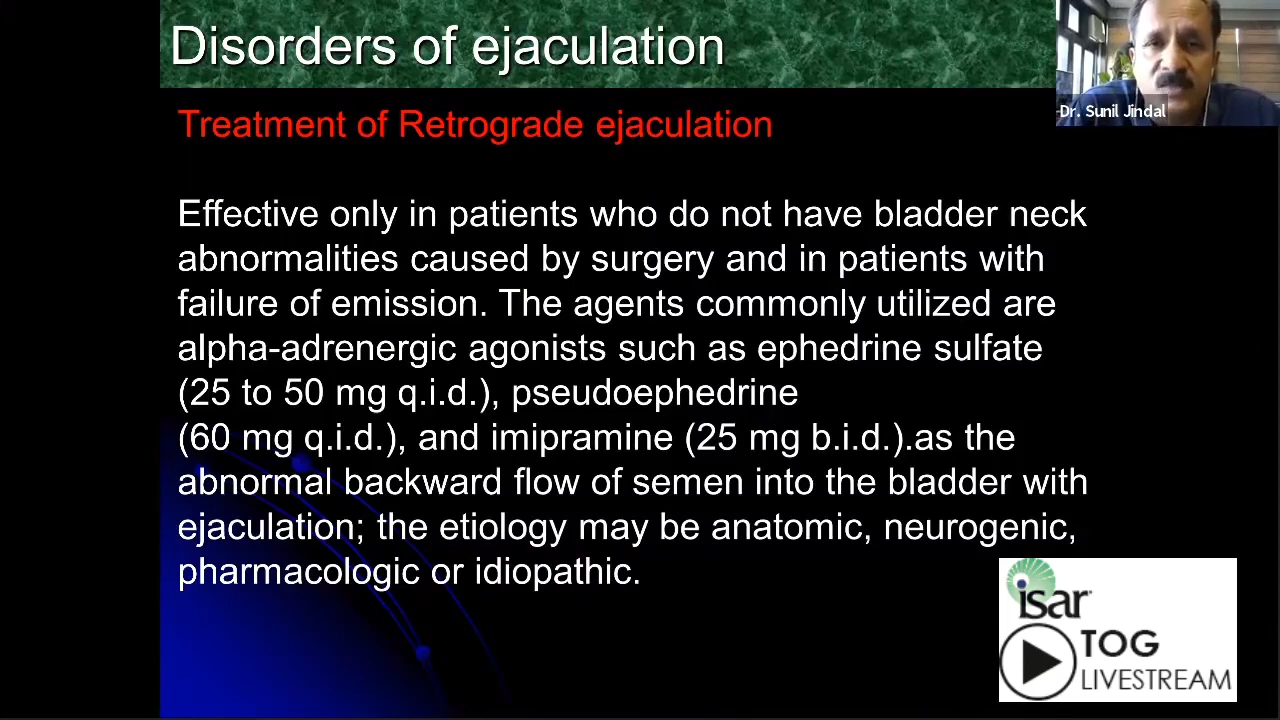 Disorders of ejaculation
Dr. Sunil Jindal
Treatment of Retrograde ejaculation
Effective only in patients who do not have bladder neck
abnormalities caused by surgery and in patients with
failure of emission. The agents commonly utilized are
alpha-adrenergic agonists such as ephedrine sulfate
(25 to 50 mg q.i.d.), pseudoephedrine
(60 mg q.i.d.), and imipramine (25 mg b.i.d.).as the
abnormal backward flow of semen into the bladder with
ejaculation; the etiology may be anatomic, neurogenic,
pharmacologic or idiopathic.
isar
TOG
LIVESTREAM